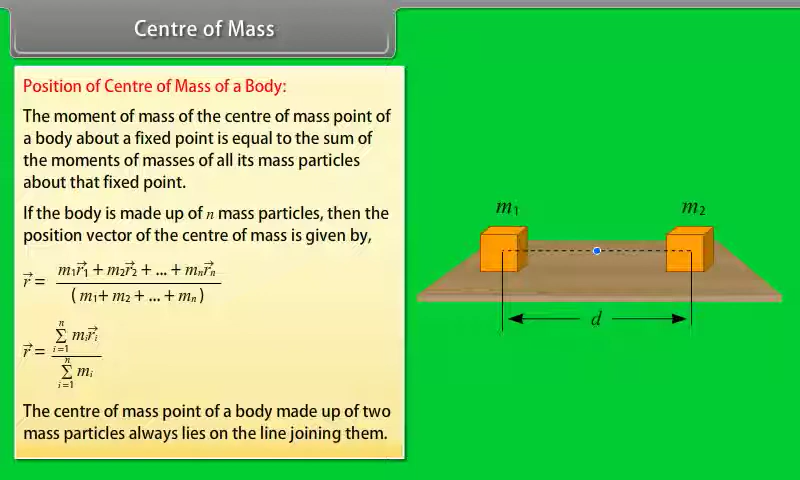 Centre of Mass
Position of Centre of Mass of a Body:
The moment of mass of the centre of mass point of
a body about a fixed point is equal to the sum of
the moments of masses of all its mass particles
about that fixed point.
If the body is made up of n mass particles, then the
position vector of the centre of mass is given by,
r⃗ = (m₁r⃗₁ + m₂r⃗₂ + ... + mₙr⃗ₙ) / (m₁ + m₂ + ... + mₙ)
r⃗ = ∑ᵢ₌₁ⁿ mᵢr⃗ᵢ / ∑ᵢ₌₁ⁿ mᵢ
The centre of mass point of a body made up of two
mass particles always lies on the line joining them.
m₁
m₂
d